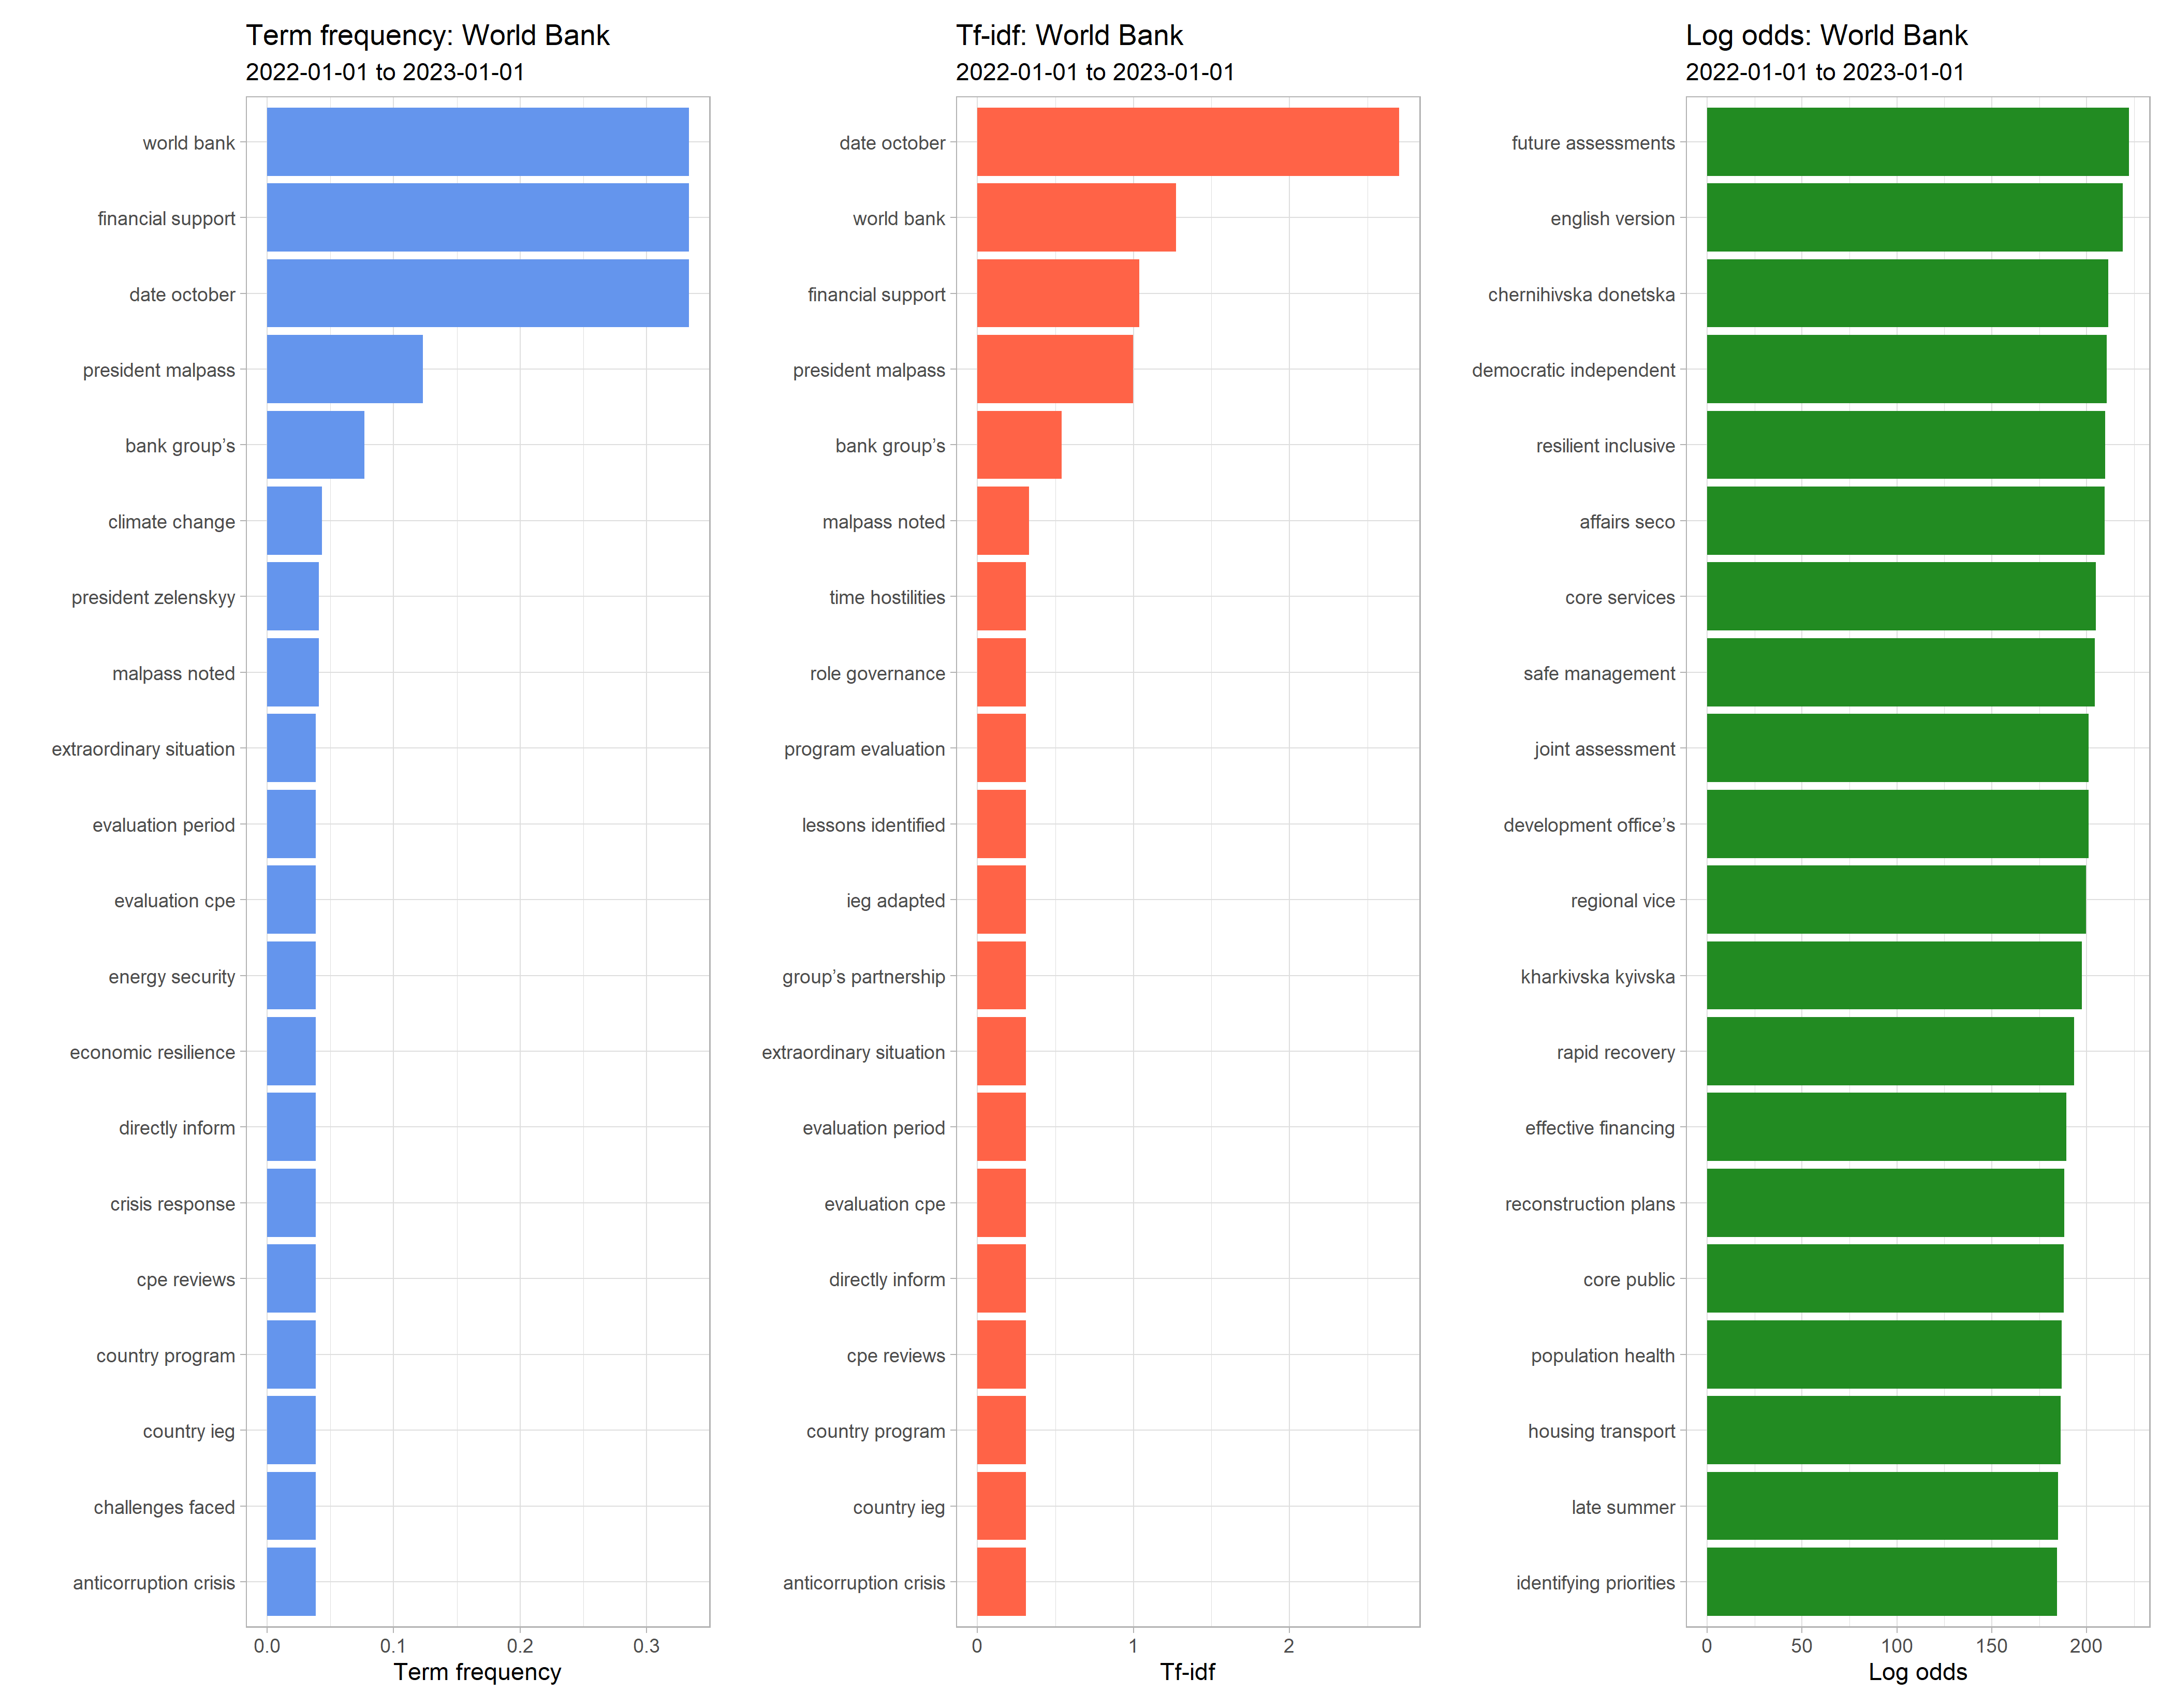 Term frequency: World Bank
2022-01-01 to 2023-01-01
world bank
financial support
date october
president malpass
bank group’s
climate change
president zelenskyy
malpass noted
extraordinary situation
evaluation period
evaluation cpe
energy security
economic resilience
directly inform
crisis response
cpe reviews
country program
country ieg
challenges faced
anticorruption crisis
0.0 0.1 0.2 0.3
Term frequency
Tf-idf: World Bank
2022-01-01 to 2023-01-01
date october
world bank
financial support
president malpass
bank group’s
malpass noted
time hostilities
role governance
program evaluation
lessons identified
ieg adapted
group’s partnership
extraordinary situation
evaluation period
evaluation cpe
directly inform
cpe reviews
country program
country ieg
anticorruption crisis
0 1 2
Tf-idf
Log odds: World Bank
2022-01-01 to 2023-01-01
future assessments
english version
chernihivska donetska
democratic independent
resilient inclusive
affairs seco
core services
safe management
joint assessment
development office’s
regional vice
kharkivska kyivska
rapid recovery
effective financing
reconstruction plans
core public
population health
housing transport
late summer
identifying priorities
0 50 100 150 200
Log odds